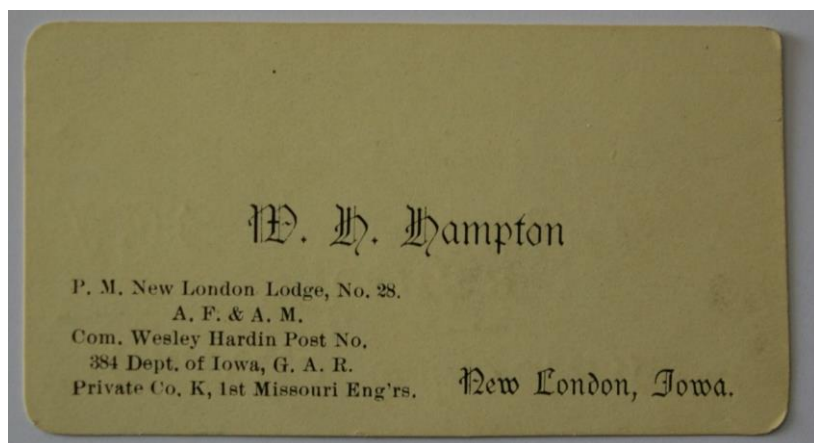 W. H. Hampton
P. M. New London Lodge, No. 28.
A. F. & A. M.
Com. Wesley Hardin Post No.
384 Dept. of Iowa, G. A. R.
Private Co. K, 1st Missouri Eng'rs.
New London, Iowa.